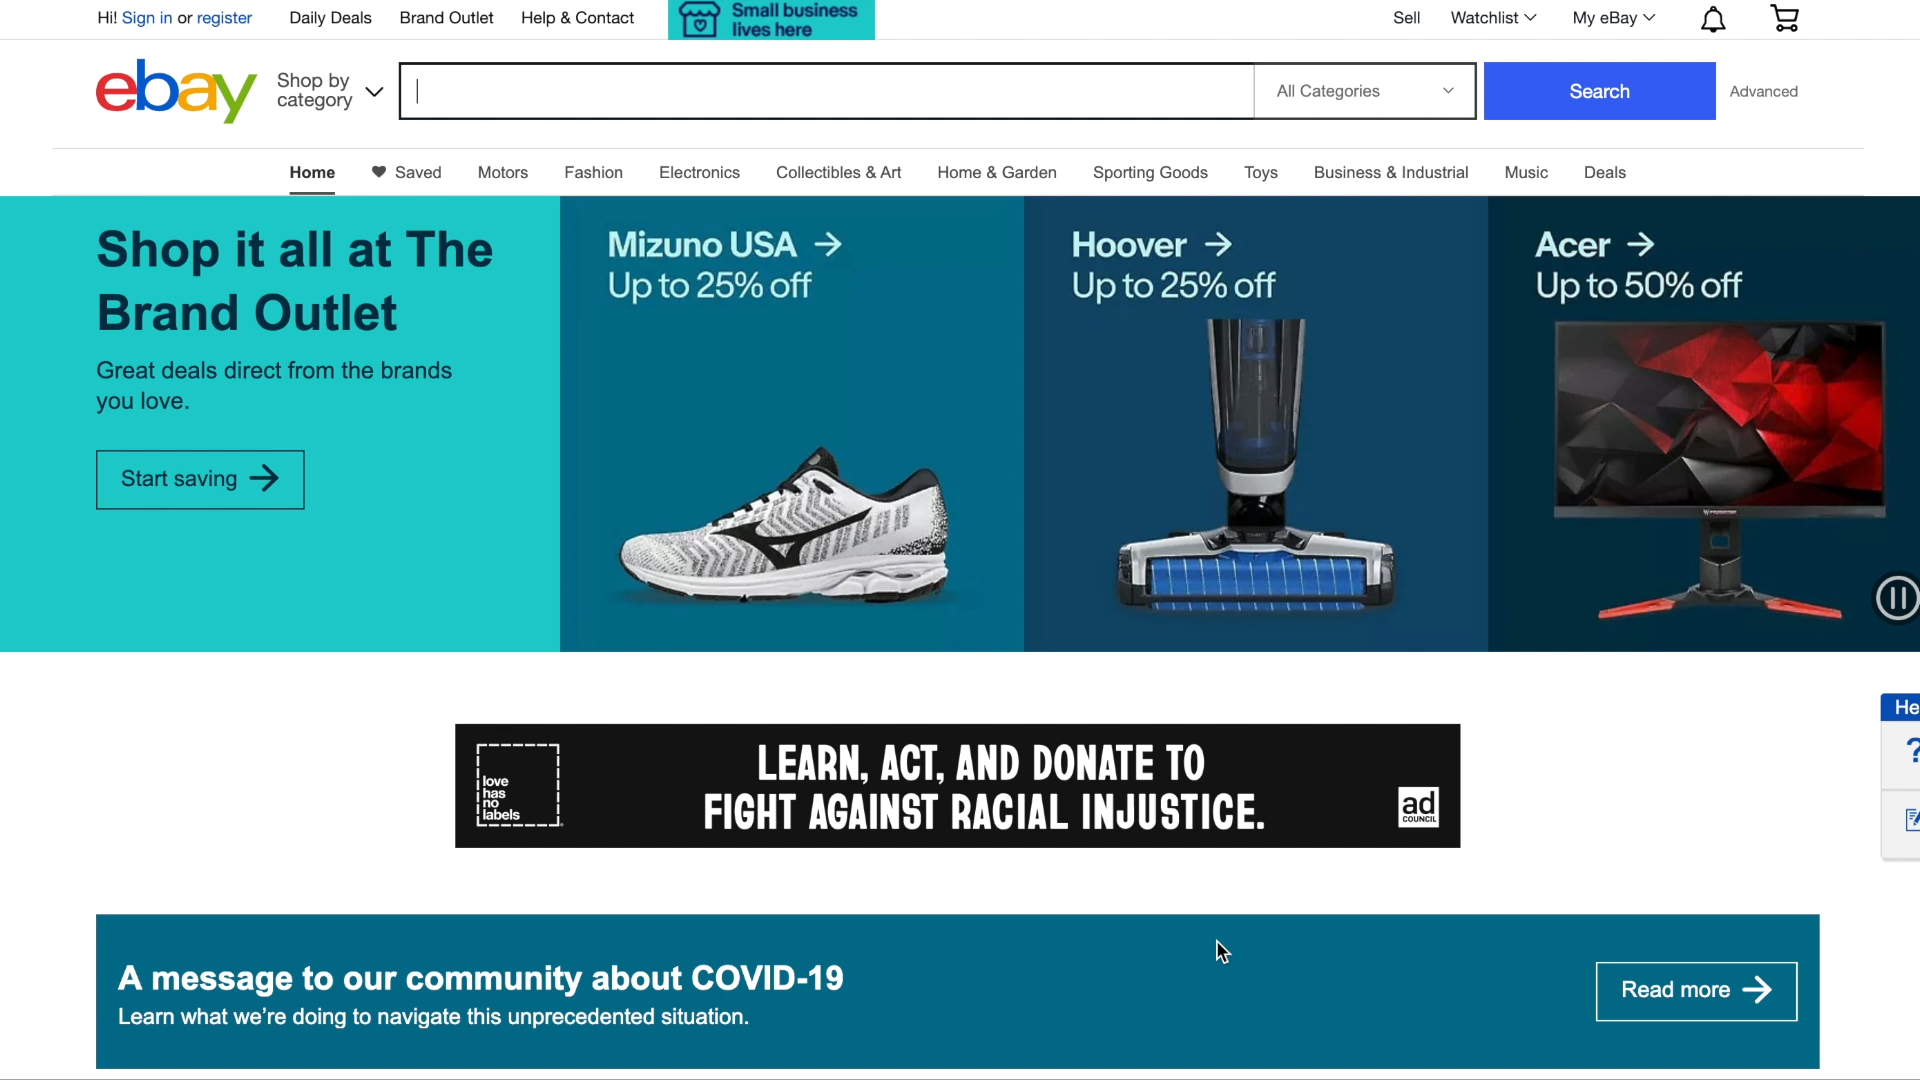 Hi! Sign in or register
Daily Deals
Brand Outlet
Help & Contact
Small business
lives here
Sell
Watchlist
My eBay
ebay
Shop by
category
All Categories
Search
Advanced
Home
Saved
Motors
Fashion
Electronics
Collectibles & Art
Home & Garden
Sporting Goods
Toys
Business & Industrial
Music
Deals
Shop it all at The
Brand Outlet
Great deals direct from the brands
you love.
Start saving
Mizuno USA
Up to 25% off
Hoover
Up to 25% off
Acer
Up to 50% off
PREDATOR
He
?
love
has
no
labels
LEARN, ACT, AND DONATE TO
FIGHT AGAINST RACIAL INJUSTICE.
ad
COUNCIL
A message to our community about COVID-19
Learn what we're doing to navigate this unprecedented situation.
Read more